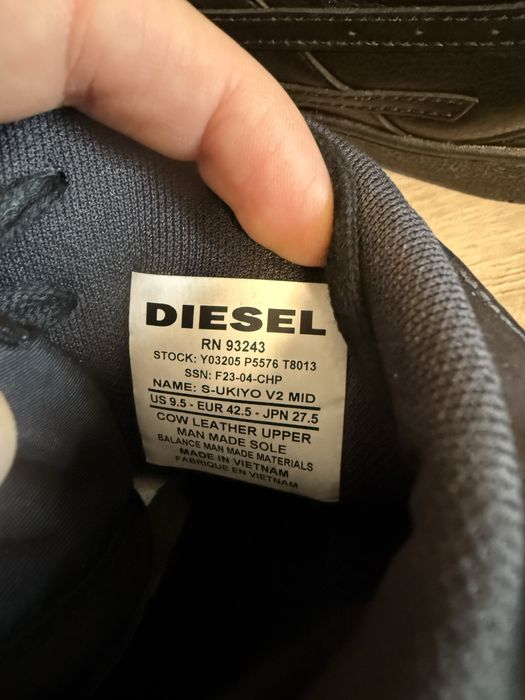 DIESEL
RN 93243
STOCK: Y03205 P5576 T8013
SSN: F23-04-CHP
NAME: S-UKIYO V2 MID
US 9.5 - EUR 42.5 - JPN 27.5
COW LEATHER UPPER
MAN MADE SOLE
BALANCE MAN MADE MATERIALS
MADE IN VIETNAM
FABRIQUE EN VIETNAM